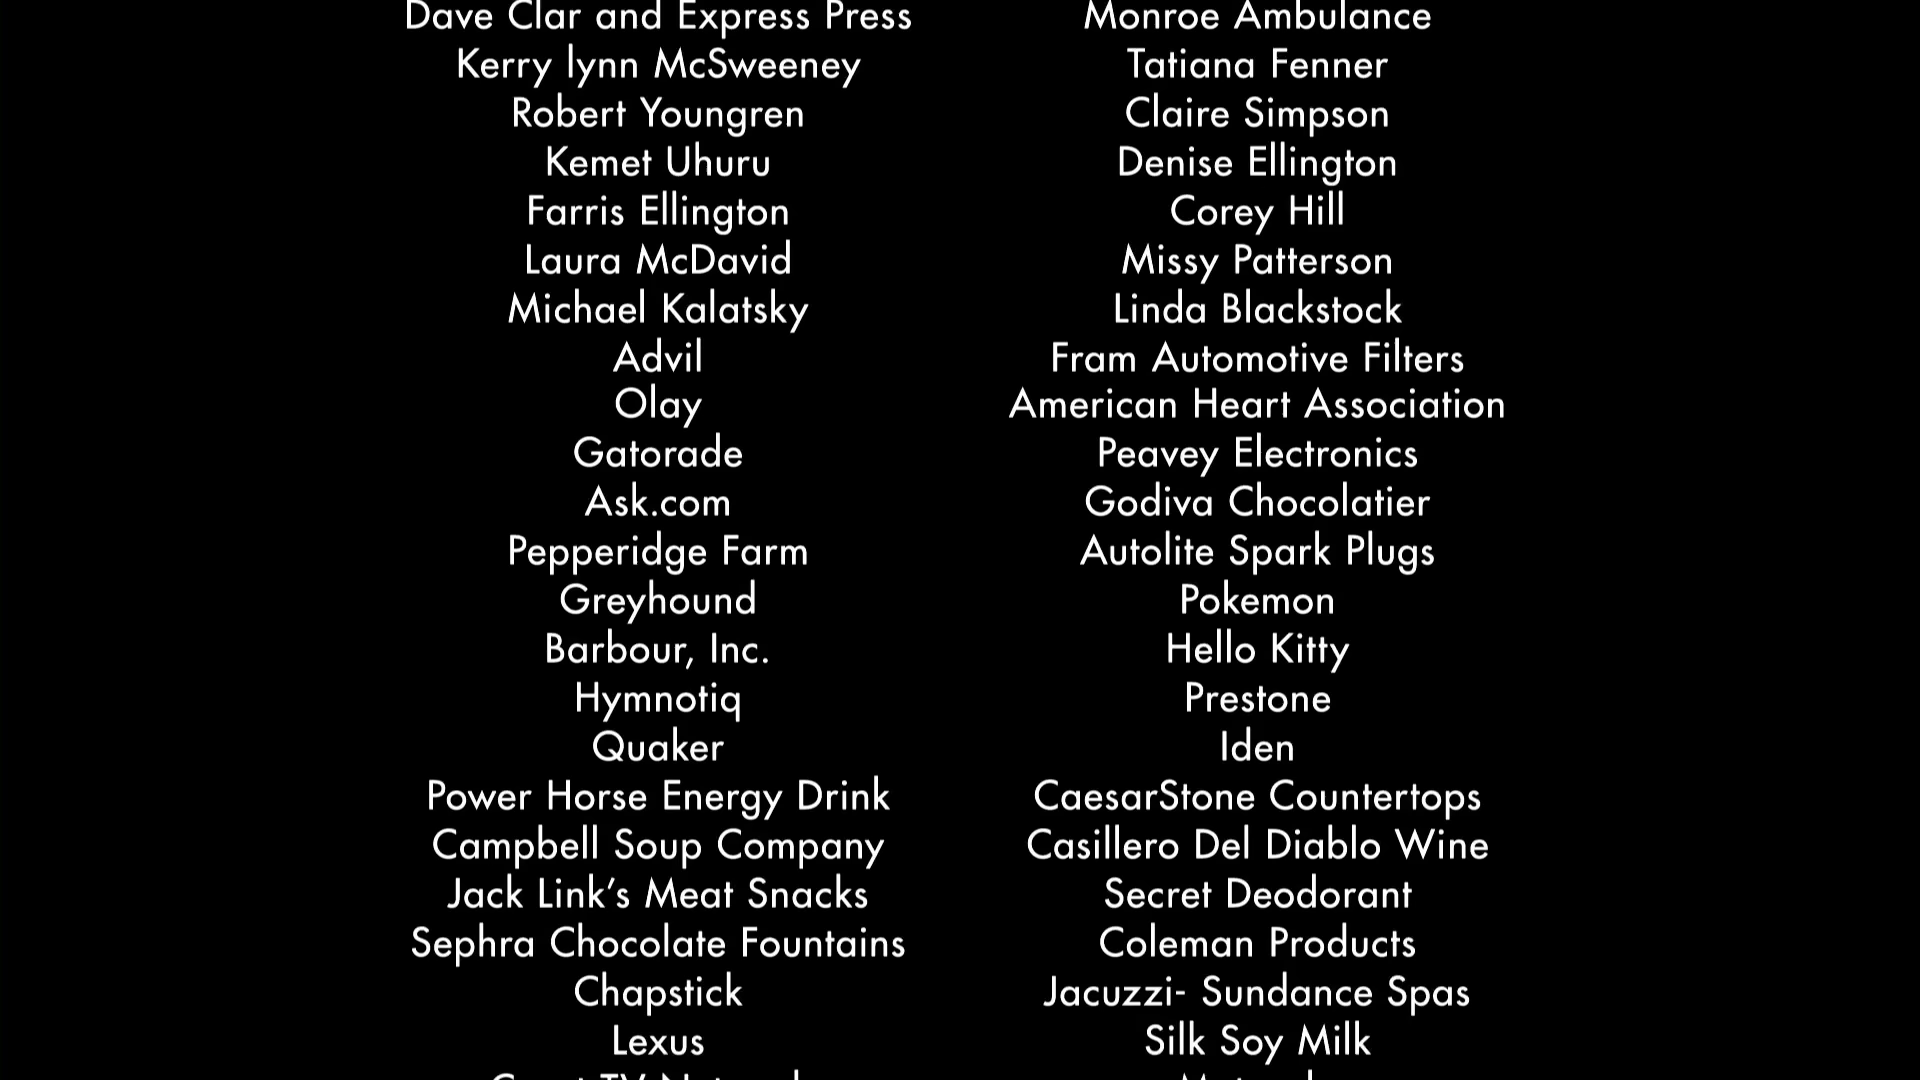 Dave Clar and Express Press
Kerry lynn McSweeney
Robert Youngren
Kemet Uhuru
Farris Ellington
Laura McDavid
Michael Kalatsky
Advil
Olay
Gatorade
Ask.com
Pepperidge Farm
Greyhound
Barbour, Inc.
Hymnotiq
Quaker
Power Horse Energy Drink
Campbell Soup Company
Jack Link's Meat Snacks
Sephra Chocolate Fountains
Chapstick
Lexus
Monroe Ambulance
Tatiana Fenner
Claire Simpson
Denise Ellington
Corey Hill
Missy Patterson
Linda Blackstock
Fram Automotive Filters
American Heart Association
Peavey Electronics
Godiva Chocolatier
Autolite Spark Plugs
Pokemon
Hello Kitty
Prestone
Iden
CaesarStone Countertops
Casillero Del Diablo Wine
Secret Deodorant
Coleman Products
Jacuzzi- Sundance Spas
Silk Soy Milk